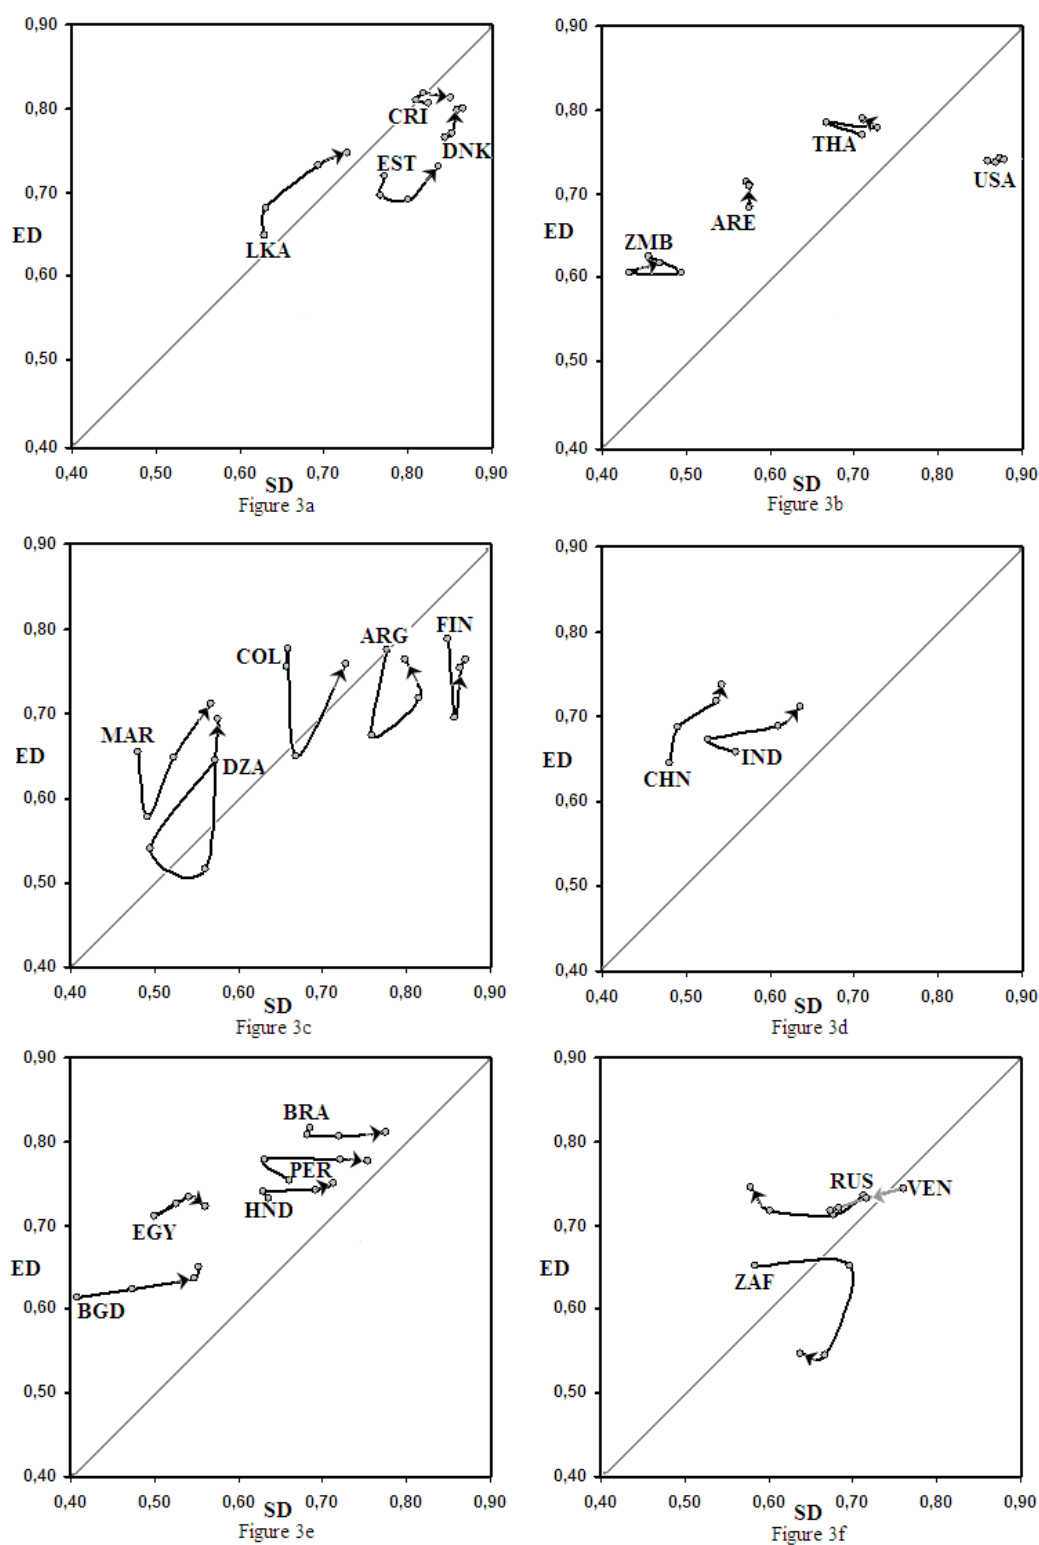 0,90 0,90
0,80 0,80
CRI
DNK
THA
EST
USA
0,70 0,70
ARE
ED ED
ZMB
LKA
0,60 0,60
0,50 0,50
0,40 0,40
0,40 0,50 0,60 0,70 0,80 0,90 0,40 0,50 0,60 0,70 0,80 0,90
SD SD
Figure 3a Figure 3b
0,90 0,90
0,80 0,80
FIN
ARG
COL
0,70 0,70
MAR
ED DZA ED IND
CHN
0,60 0,60
0,50 0,50
0,40 0,40
0,40 0,50 0,60 0,70 0,80 0,90 0,40 0,50 0,60 0,70 0,80 0,90
SD SD
Figure 3c Figure 3d
0,90 0,90
BRA
0,80 0,80
PER
RUS VEN
HND
0,70 0,70
EGY
ED ED
ZAF
BGD
0,60 0,60
0,50 0,50
0,40 0,40
0,40 0,50 0,60 0,70 0,80 0,90 0,40 0,50 0,60 0,70 0,80 0,90
SD SD
Figure 3e Figure 3f